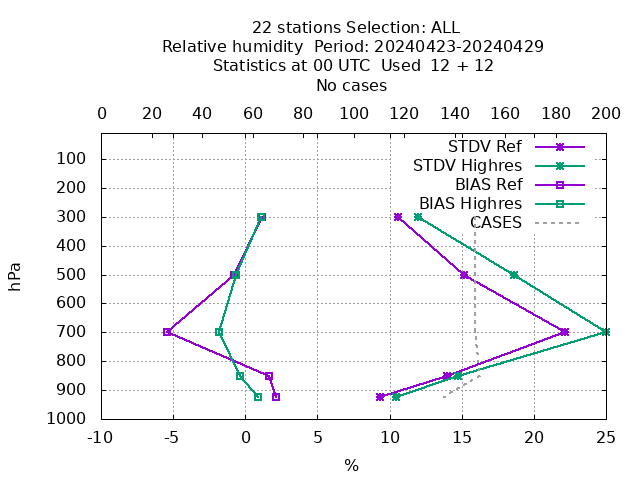 22 stations Selection: ALL
Relative humidity  Period: 20240423-20240429
Statistics at 00 UTC  Used  12 + 12
No cases
0 20 40 60 80 100 120 140 160 180 200
STDV Ref
STDV Highres
BIAS Ref
BIAS Highres
CASES
hPa
100
200
300
400
500
600
700
800
900
1000
-10 -5 0 5 10 15 20 25
%